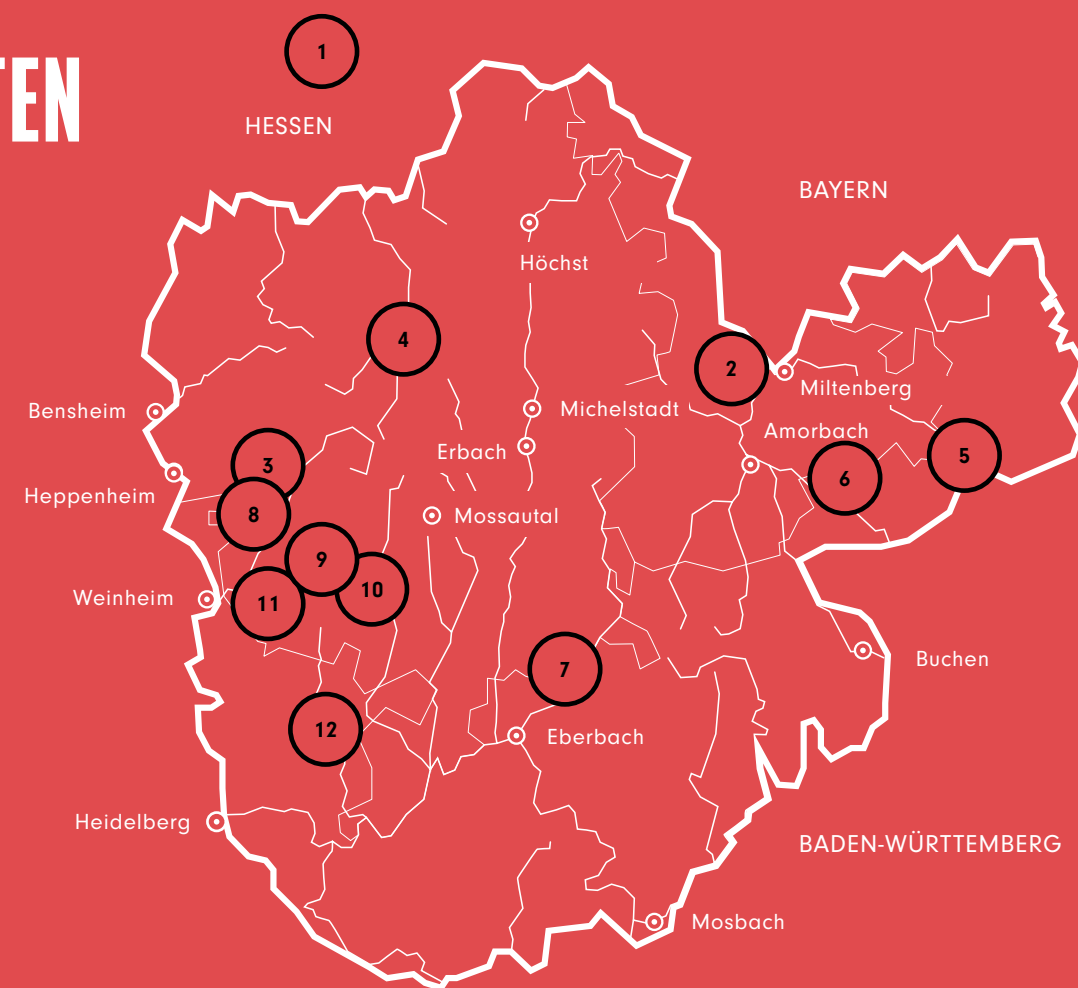 TEN
1
HESSEN
BAYERN
Höchst
4
2
Miltenberg
Bensheim
Michelstadt
Amorbach
Erbach
3
5
6
Heppenheim
8
Mossautal
9
10
Weinheim
11
Buchen
7
12
Eberbach
Heidelberg
BADEN-WÜRTTEMBERG
Mosbach